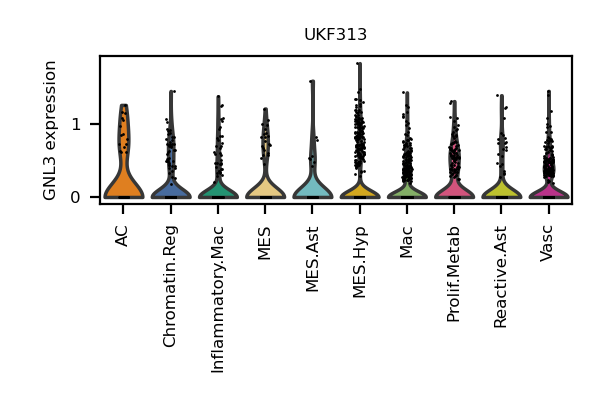 UKF313
GNL3 expression
1
0
AC
Chromatin.Reg
Inflammatory.Mac
MES
MES.Ast
MES.Hyp
Mac
Prolif.Metab
Reactive.Ast
Vasc